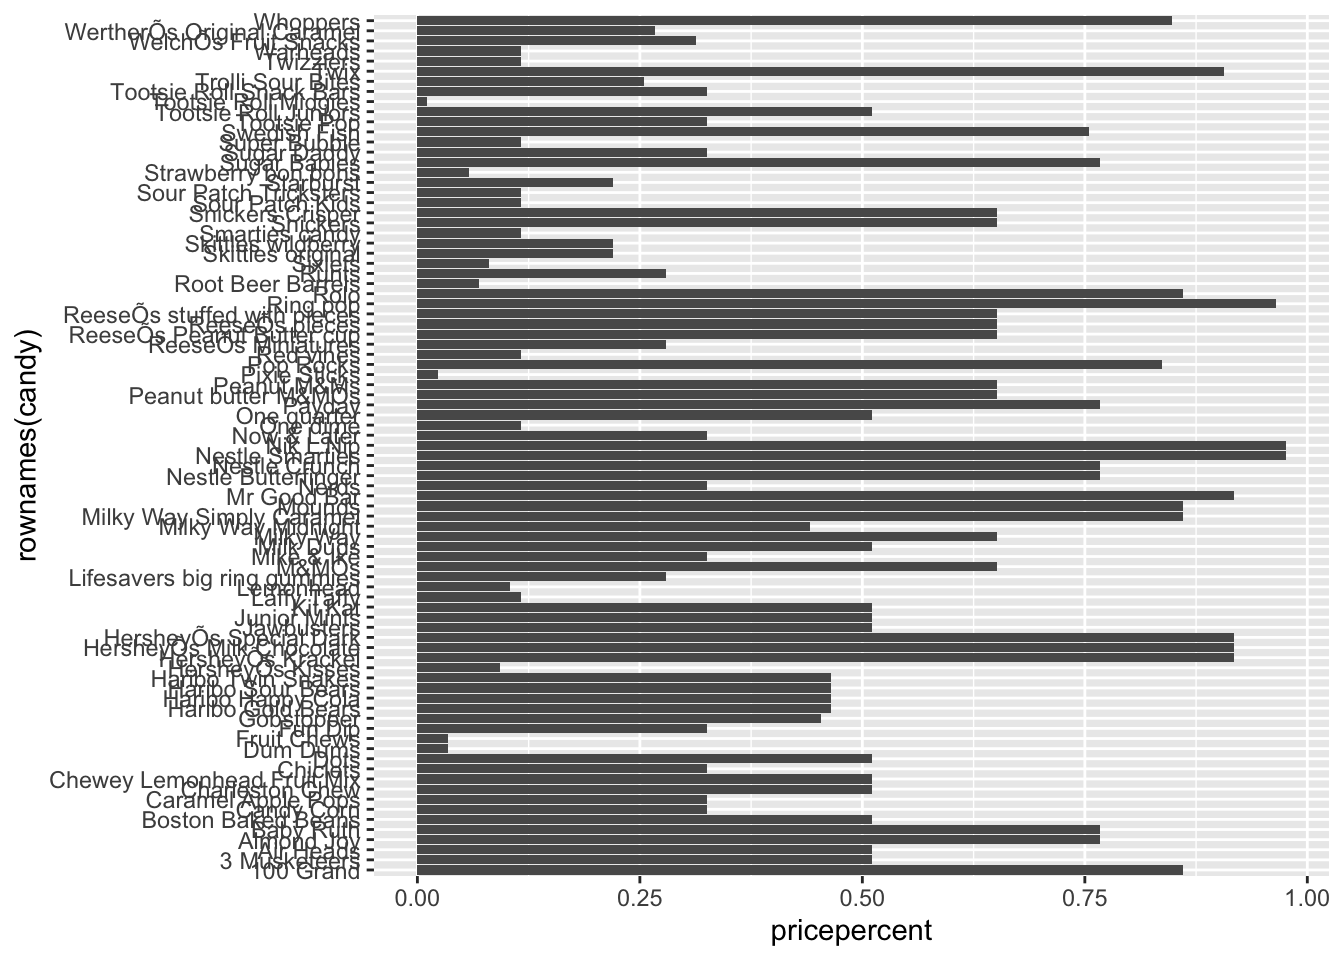 Whoppers
WertherÕs Original Caramel
WelchÕs Fruit Snacks
Warheads
Twizzlers
Twix
Trolli Sour Bites
Tootsie Roll Snack Bars
Tootsie Roll Midgies
Tootsie Roll Juniors
Tootsie Pop
Swedish Fish
Super Bubble
Sugar Daddy
Sugar Babies
Strawberry bon bons
Starburst
Sour Patch Tricksters
Sour Patch Kids
Snickers Crisper
Snickers
Smarties candy
Skittles wildberry
Skittles original
Sixlets
Runts
Root Beer Barrels
Rolo
Ring pop
ReeseÕs stuffed with pieces
ReeseÕs pieces
ReeseÕs Peanut Butter cup
ReeseÕs Miniatures
Red vines
Pop Rocks
Pixie Sticks
Peanut M&Ms
Peanut butter M&MÕs
Payday
One quarter
One dime
Now & Later
Nik L Nip
Nestle Smarties
Nestle Crunch
Nestle Butterfinger
Nerds
Mr Good Bar
Mounds
Milky Way Simply Caramel
Milky Way Midnight
Milky Way
Milk Duds
Mike & Ike
M&MÕs
Lifesavers big ring gummies
Lemonhead
Laffy Taffy
Kit Kat
Junior Mints
Jawbusters
HersheyÕs Special Dark
HersheyÕs Milk Chocolate
HersheyÕs Krackel
HersheyÕs Kisses
Haribo Twin Snakes
Haribo Sour Bears
Haribo Happy Cola
Haribo Gold Bears
Gobstopper
Fun Dip
Fruit Chews
Dum Dums
Dots
Chiclets
Chewey Lemonhead Fruit Mix
Charleston Chew
Caramel Apple Pops
Candy Corn
Boston Baked Beans
Baby Ruth
Almond Joy
Air Heads
3 Musketeers
100 Grand
rownames(candy)
0.00 0.25 0.50 0.75 1.00
pricepercent